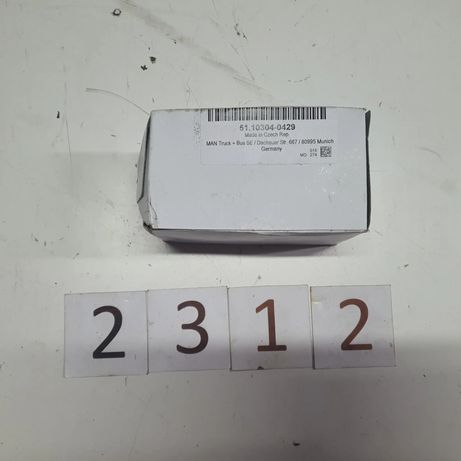 51.10304-0429
Made in Czech Rep.
MAN Truck + Bus SE / Dachauer Str. 667 / 80995 Munich
Germany
2 3 1 2